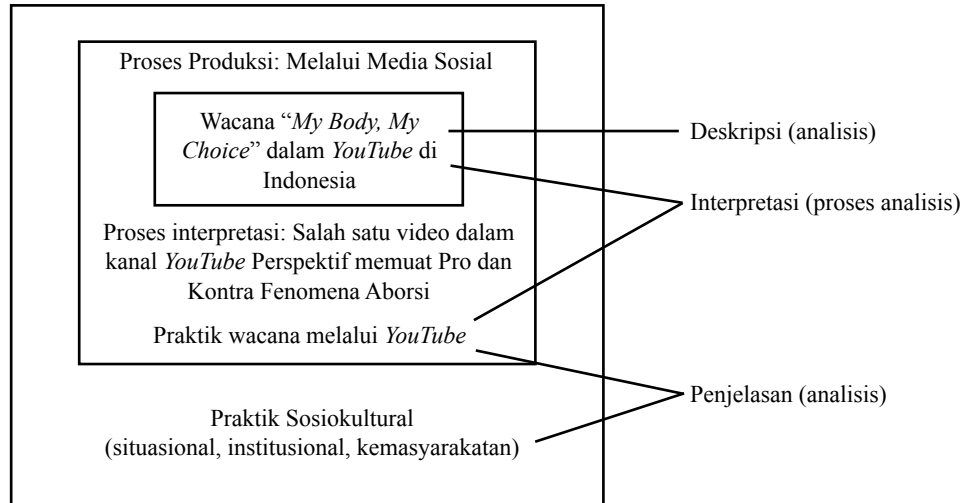 Proses Produksi: Melalui Media Sosial
Wacana “My Body, My
Choice” dalam YouTube di
Indonesia
Proses interpretasi: Salah satu video dalam
kanal YouTube Perspektif memuat Pro dan
Kontra Fenomena Aborsi
Praktik wacana melalui YouTube
Praktik Sosiokultural
(situasional, institusional, kemasyarakatan)
Deskripsi (analisis)
Interpretasi (proses analisis)
Penjelasan (analisis)